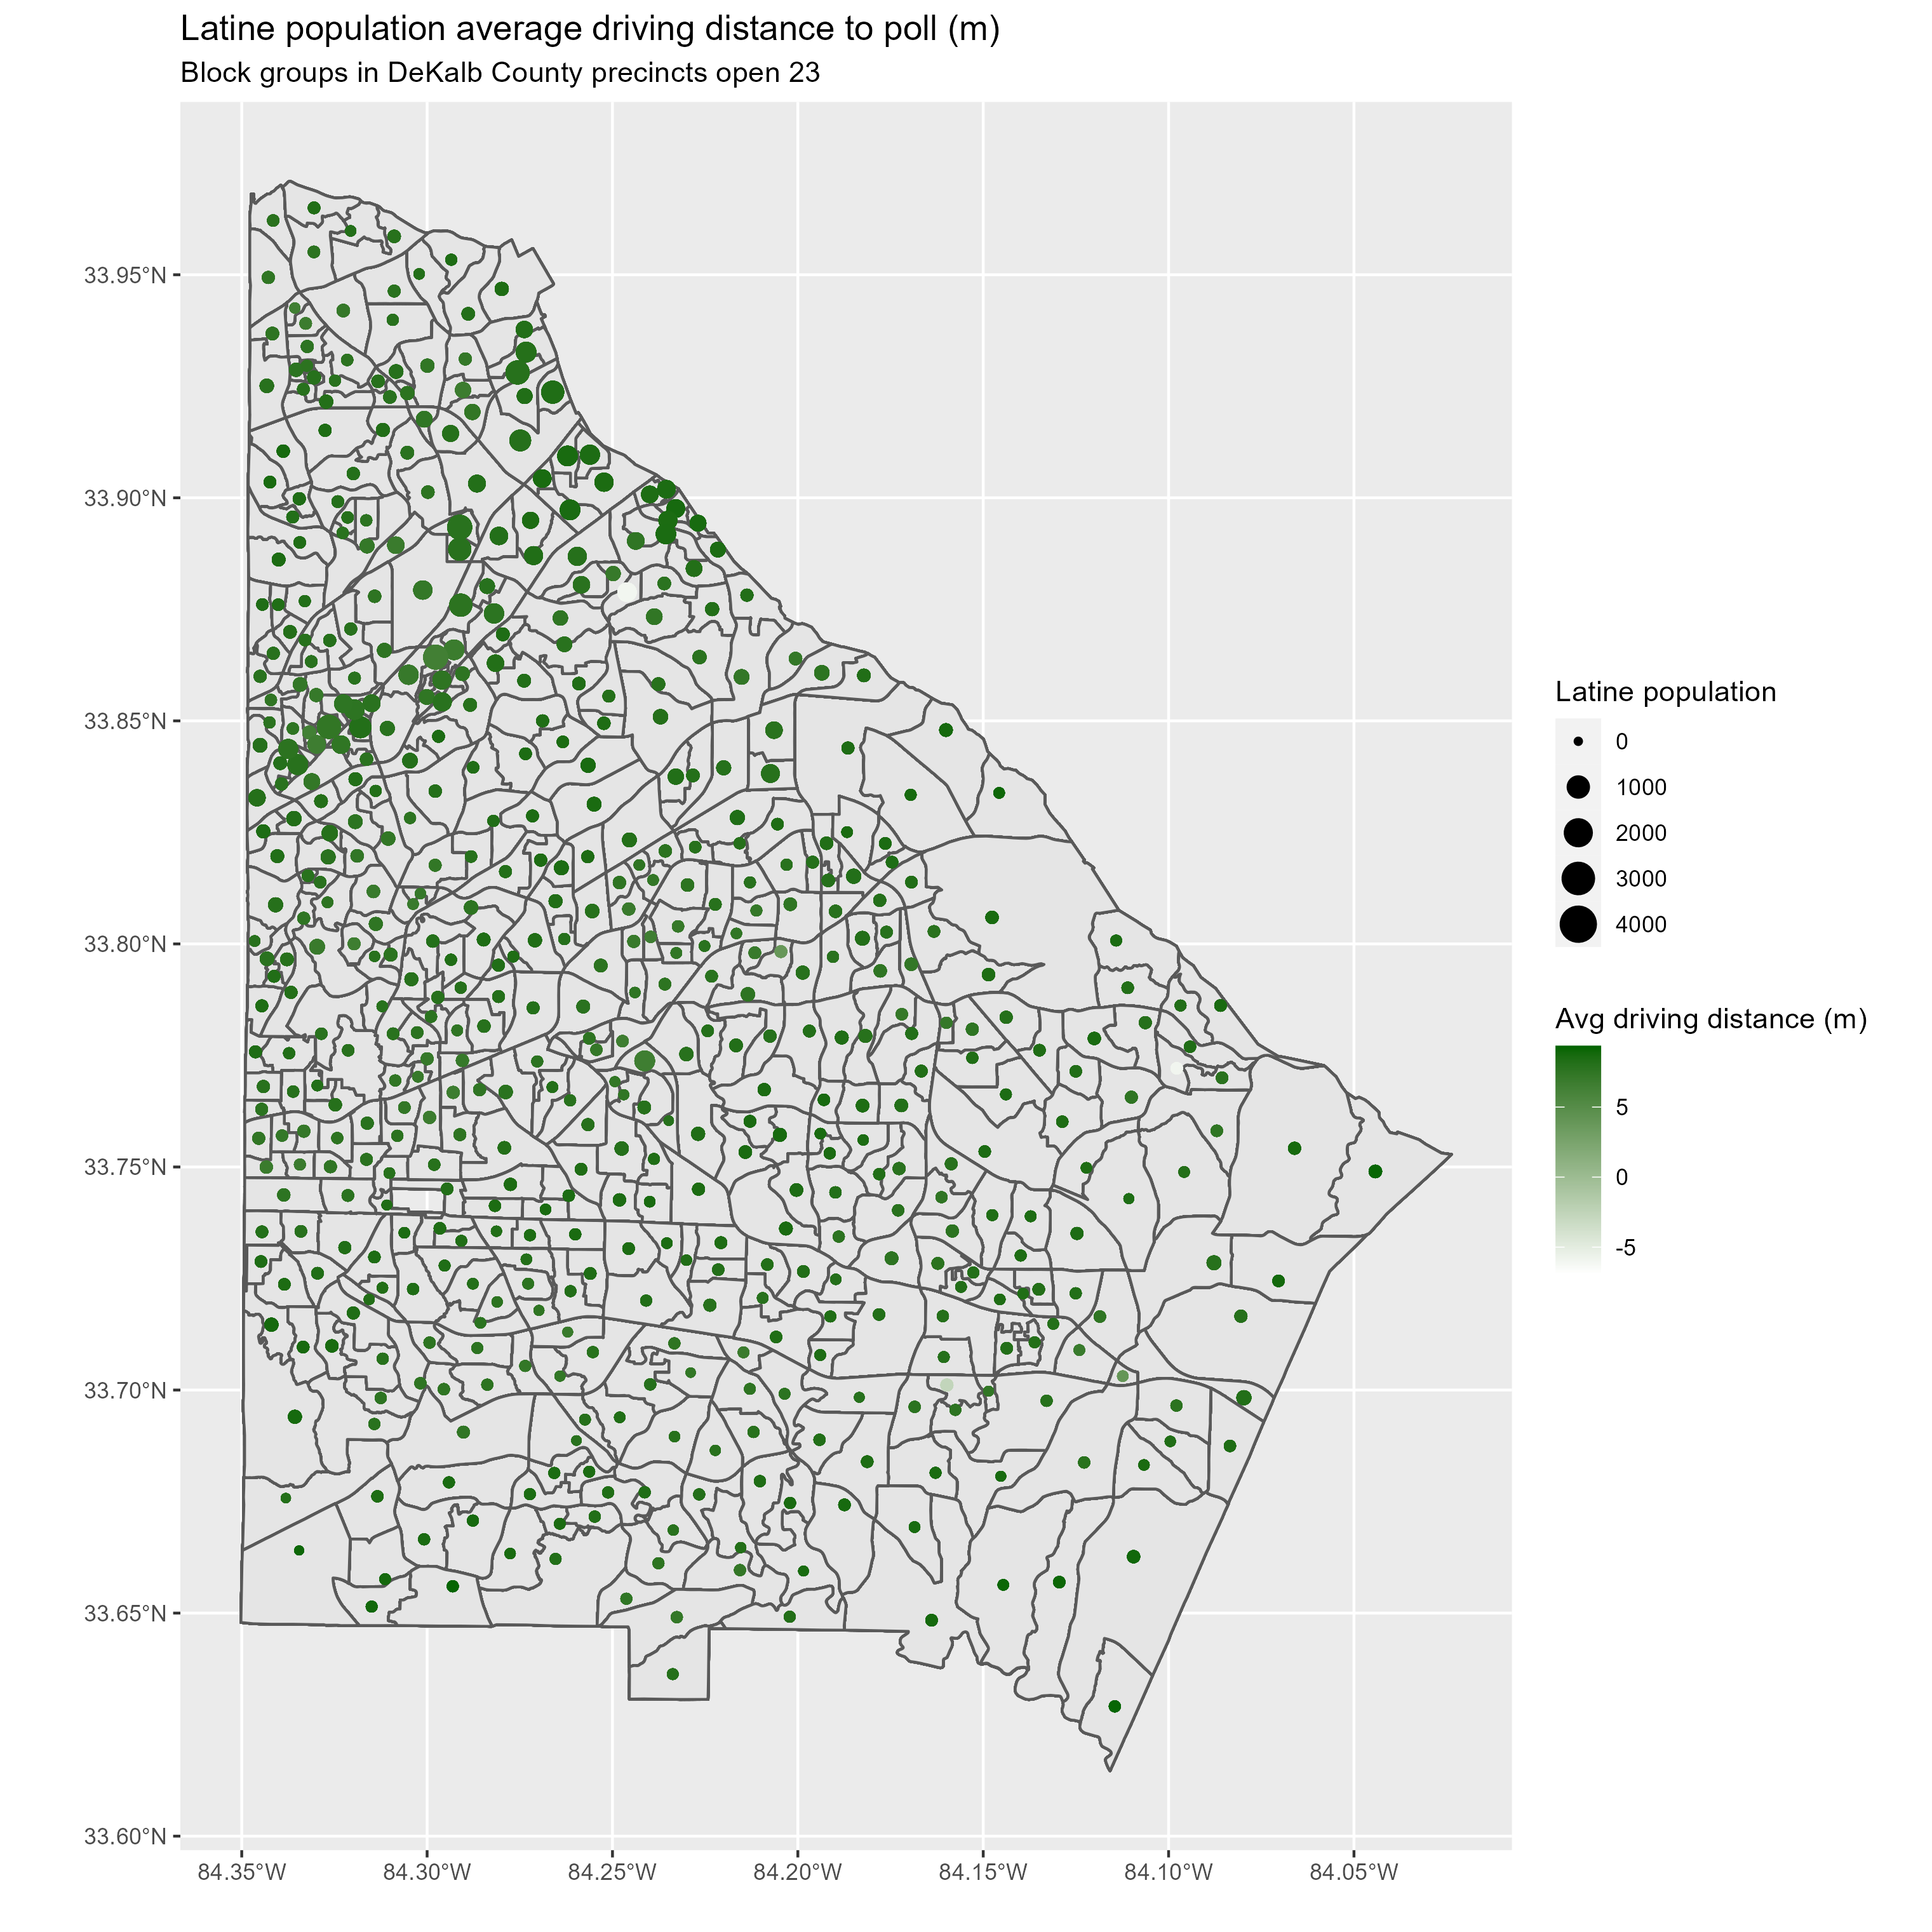 Latine population average driving distance to poll (m)
Block groups in DeKalb County precincts open 23
33.95°N
33.90°N
33.85°N
33.80°N
33.75°N
33.70°N
33.65°N
33.60°N
84.35°W
84.30°W
84.25°W
84.20°W
84.15°W
84.10°W
84.05°W
Latine population
0
1000
2000
3000
4000
Avg driving distance (m)
5
0
-5